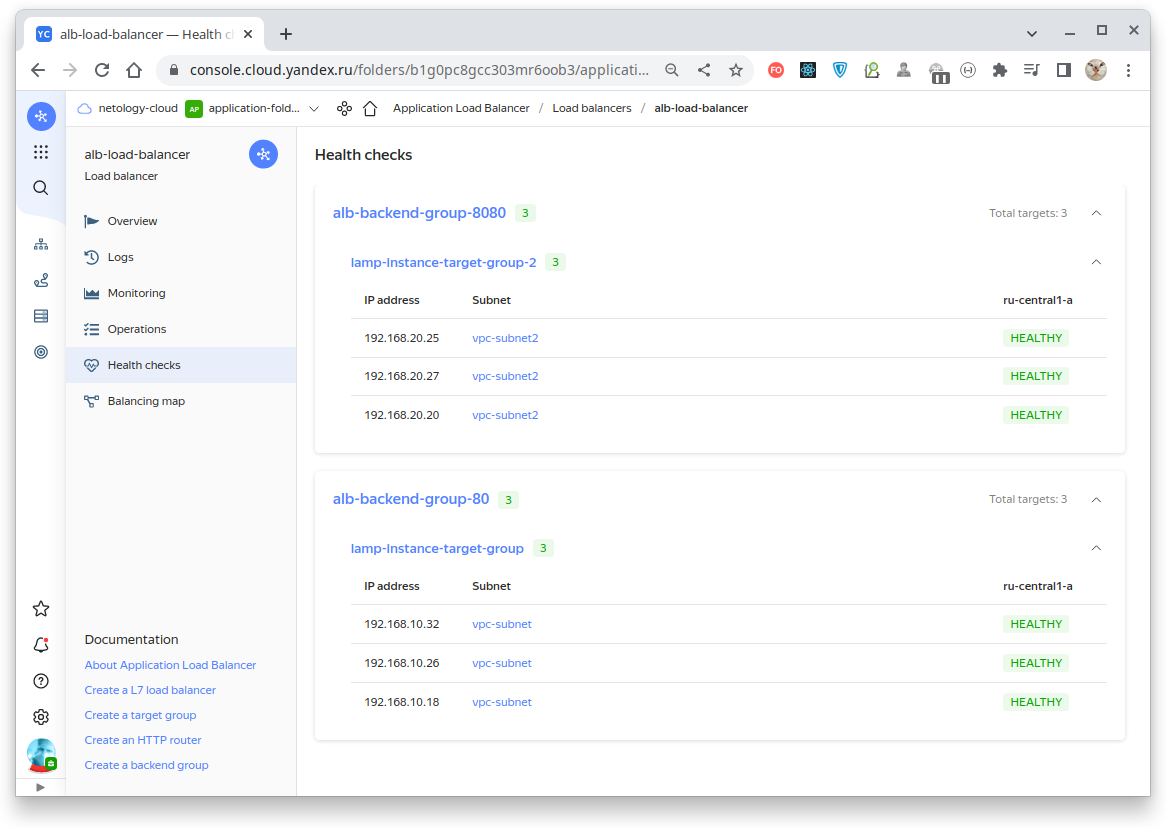 YC alb-load-balancer — Health c
console.cloud.yandex.ru/folders/b1g0pc8gcc303mr6oob3/applicati...
FO
netology-cloud AP application-fold... Application Load Balancer / Load balancers / alb-load-balancer
alb-load-balancer
Load balancer
Overview
Logs
Monitoring
Operations
Health checks
Balancing map
Documentation
About Application Load Balancer
Create a L7 load balancer
Create a target group
Create an HTTP router
Create a backend group
Health checks
alb-backend-group-8080 3 Total targets: 3
lamp-instance-target-group-2 3
IP address Subnet ru-central1-a
192.168.20.25 vpc-subnet2 HEALTHY
192.168.20.27 vpc-subnet2 HEALTHY
192.168.20.20 vpc-subnet2 HEALTHY
alb-backend-group-80 3 Total targets: 3
lamp-instance-target-group 3
IP address Subnet ru-central1-a
192.168.10.32 vpc-subnet HEALTHY
192.168.10.26 vpc-subnet HEALTHY
192.168.10.18 vpc-subnet HEALTHY